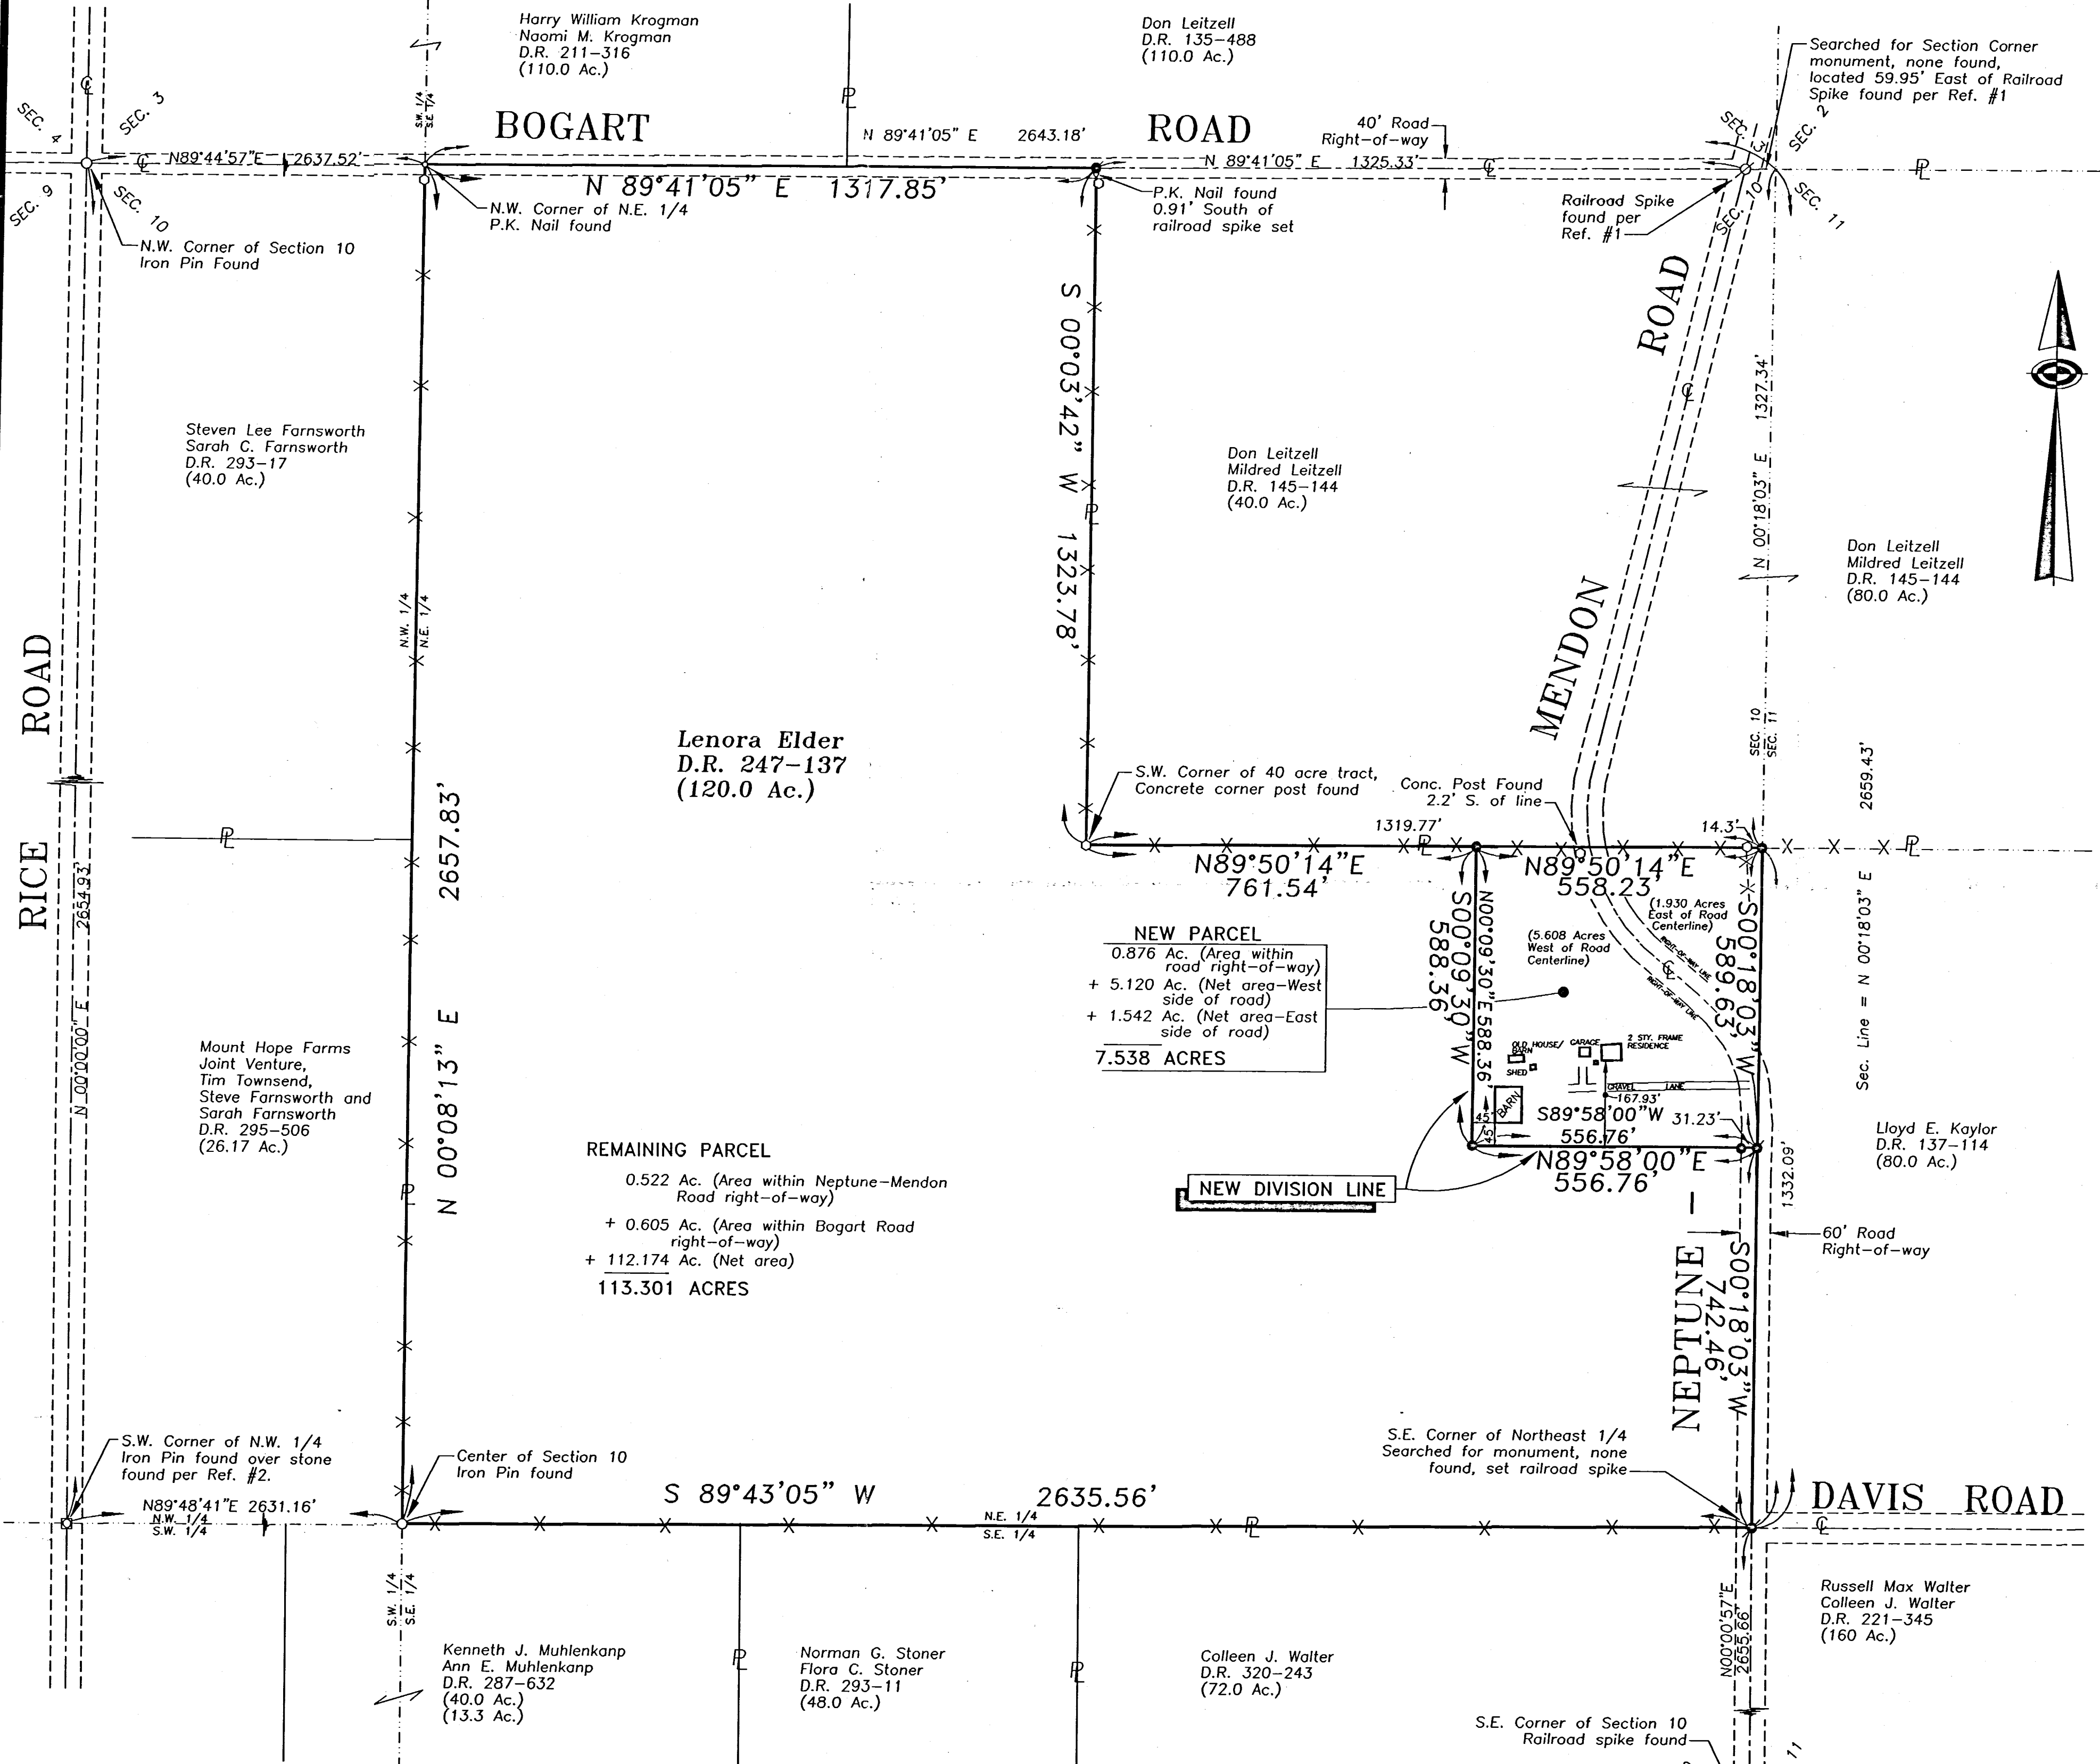 Harry William Krogman
Naomi M. Krogman
D.R. 211-316
(110.0 Ac.)
Don Leitzell
D.R. 135-488
(110.0 Ac.)
Searched for Section Corner
monument, none found,
located 59.95' East of Railroad
Spike found per Ref. #1
SEC. 4
SEC. 3
SEC. 9
SEC. 10
S.W. 1/4
S.E. 1/4
BOGART
ROAD
N 89°41'05" E 2643.18'
40' Road
Right-of-way
SEC. 3
SEC. 2
SEC. 10
SEC. 11
N89°44'57"E 2637.52'
N 89°41'05" E 1325.33'
N 89°41'05" E 1317.85'
N.W. Corner of N.E. 1/4
P.K. Nail found
P.K. Nail found
0.91' South of
railroad spike set
Railroad Spike
found per
Ref. #1
N.W. Corner of Section 10
Iron Pin Found
S 00°03'42" W 1323.78'
MENDON ROAD
N 00°18'03" E 1327.34'
Steven Lee Farnsworth
Sarah C. Farnsworth
D.R. 293-17
(40.0 Ac.)
Don Leitzell
Mildred Leitzell
D.R. 145-144
(40.0 Ac.)
Don Leitzell
Mildred Leitzell
D.R. 145-144
(80.0 Ac.)
N.W. 1/4
N.E. 1/4
RICE ROAD
N 00°00'00" E 2654.93'
Lenora Elder
D.R. 247-137
(120.0 Ac.)
N 00°08'13" E 2657.83'
S.W. Corner of 40 acre tract,
Concrete corner post found
Conc. Post Found
2.2' S. of line
1319.77'
14.3'
SEC. 10
SEC. 11
Sec. Line = N 00°18'03" E 2659.43'
N89°50'14"E
761.54'
N89°50'14"E
558.23'
S00°09'30"W
588.36'
N00°09'30"E 588.36'
(1.930 Acres
East of Road
Centerline)
(5.608 Acres
West of Road
Centerline)
RIGHT-OF-WAY LINE
RIGHT-OF-WAY LINE
S00°18'03"W
589.63'
NEW PARCEL
0.876 Ac. (Area within
road right-of-way)
+ 5.120 Ac. (Net area-West
side of road)
+ 1.542 Ac. (Net area-East
side of road)
7.538 ACRES
OLD HOUSE/
BARN
GARAGE
2 STY. FRAME
RESIDENCE
SHED
GRAVEL LANE
BARN
167.93'
45'
45'
S89°58'00"W
556.76'
31.23'
N89°58'00"E
556.76'
NEW DIVISION LINE
Mount Hope Farms
Joint Venture,
Tim Townsend,
Steve Farnsworth and
Sarah Farnsworth
D.R. 295-506
(26.17 Ac.)
Lloyd E. Kaylor
D.R. 137-114
(80.0 Ac.)
1332.09'
60' Road
Right-of-way
REMAINING PARCEL
0.522 Ac. (Area within Neptune-Mendon
Road right-of-way)
+ 0.605 Ac. (Area within Bogart Road
right-of-way)
+ 112.174 Ac. (Net area)
113.301 ACRES
NEPTUNE —
S00°18'03"W
742.46'
S.W. Corner of N.W. 1/4
Iron Pin found over stone
found per Ref. #2.
Center of Section 10
Iron Pin found
S.E. Corner of Northeast 1/4
Searched for monument, none
found, set railroad spike
N89°48'41"E 2631.16'
N.W. 1/4
S.W. 1/4
S 89°43'05" W 2635.56'
N.E. 1/4
S.E. 1/4
DAVIS ROAD
S.W. 1/4
S.E. 1/4
N00°00'57"E
2655.66'
Kenneth J. Muhlenkanp
Ann E. Muhlenkanp
D.R. 287-632
(40.0 Ac.)
(13.3 Ac.)
Norman G. Stoner
Flora C. Stoner
D.R. 293-11
(48.0 Ac.)
Colleen J. Walter
D.R. 320-243
(72.0 Ac.)
Russell Max Walter
Colleen J. Walter
D.R. 221-345
(160 Ac.)
S.E. Corner of Section 10
Railroad spike found
11